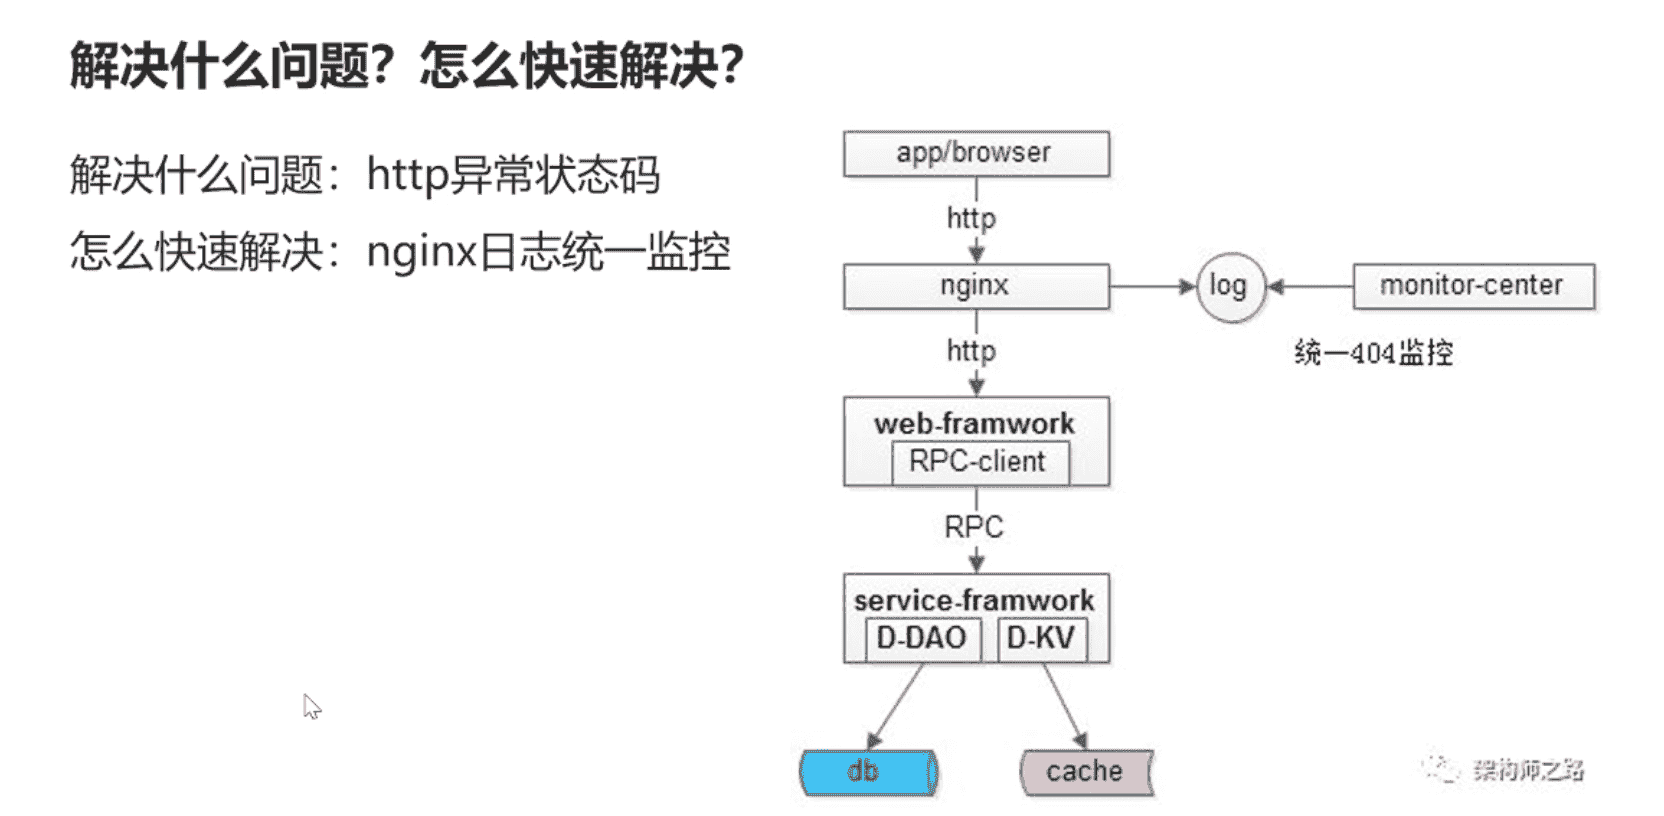 解决什么问题？怎么快速解决？
解决什么问题：http异常状态码
怎么快速解决：nginx日志统一监控
app/browser
http
nginx
log
monitor-center
统一404监控
http
web-framwork
RPC-client
RPC
service-framwork
D-DAO
D-KV
db
cache
架构师之路